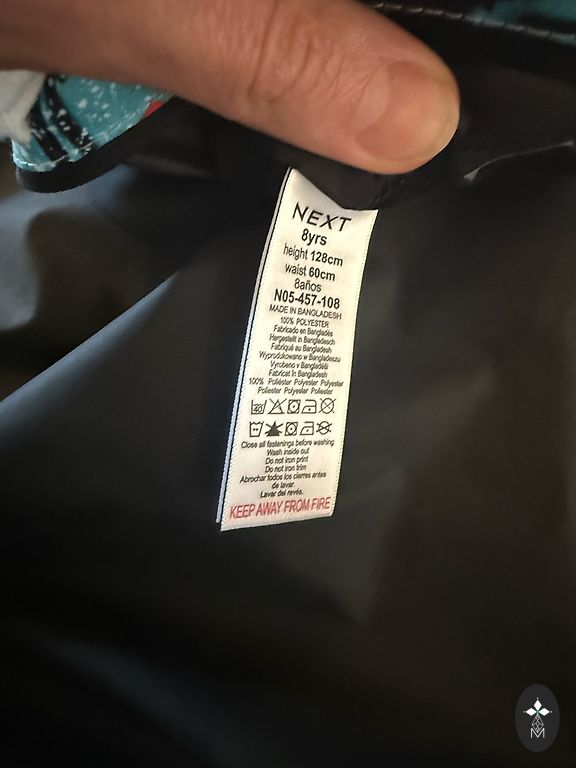 NEXT
8yrs
height 128cm
waist 60cm
8años
N05-457-108
MADE IN BANGLADESH
100% POLYESTER
Fabricado en Bangladés
Hergestellt in Bangladesch
Fabriqué au Bangladesh
Wyprodukowano w Bangladeszu
Vyrobeno v Bangladéši
Fabricat în Bangladesh
100% Poliéster Polyester Polyester
Poliester Polyester Poliester
40
Close all fastenings before washing
Wash inside out
Do not iron print
Do not iron trim
Abrochar todos los cierres antes
de lavar.
Lavar del revés.
KEEP AWAY FROM FIRE
M